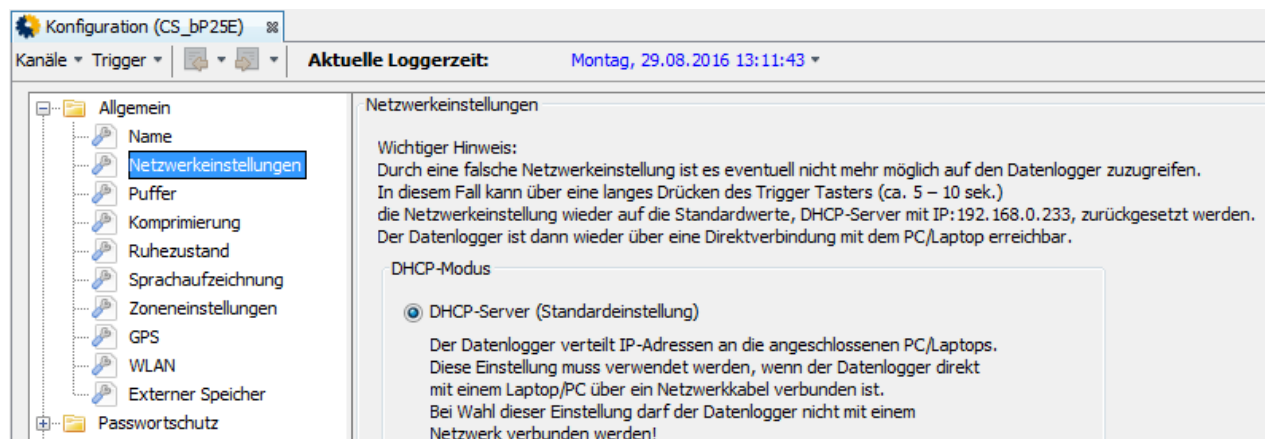 Konfiguration (CS_bP25E)
Kanäle Trigger Aktuelle Loggerzeit: Montag, 29.08.2016 13:11:43
Allgemein
Name
Netzwerkeinstellungen
Puffer
Komprimierung
Ruhezustand
Sprachaufzeichnung
Zoneneinstellungen
GPS
WLAN
Externer Speicher
Passwortschutz
Netzwerkeinstellungen
Wichtiger Hinweis:
Durch eine falsche Netzwerkeinstellung ist es eventuell nicht mehr möglich auf den Datenlogger zuzugreifen.
In diesem Fall kann über eine langes Drücken des Trigger Tasters (ca. 5 – 10 sek.)
die Netzwerkeinstellung wieder auf die Standardwerte, DHCP-Server mit IP:192.168.0.233, zurückgesetzt werden.
Der Datenlogger ist dann wieder über eine Direktverbindung mit dem PC/Laptop erreichbar.
DHCP-Modus
DHCP-Server (Standardeinstellung)
Der Datenlogger verteilt IP-Adressen an die angeschlossenen PC/Laptops.
Diese Einstellung muss verwendet werden, wenn der Datenlogger direkt
mit einem Laptop/PC über ein Netzwerkkabel verbunden ist.
Bei Wahl dieser Einstellung darf der Datenlogger nicht mit einem
Netzwerk verbunden werden!